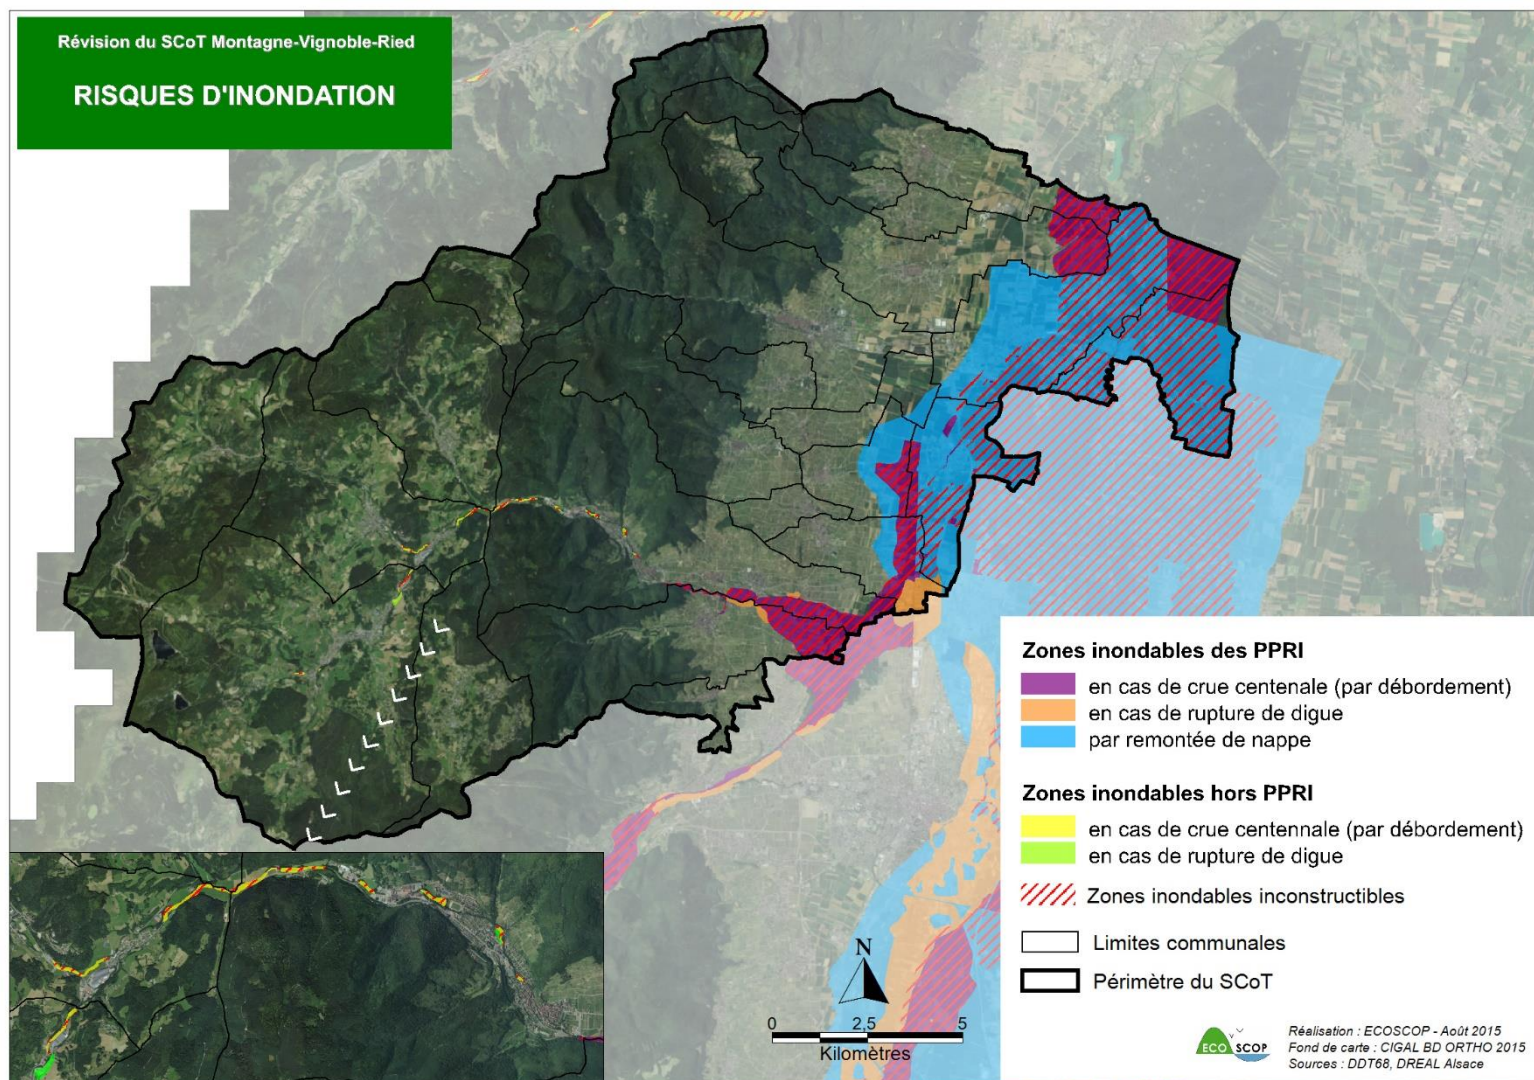 Révision du SCoT Montagne-Vignoble-Ried
RISQUES D'INONDATION
Zones inondables des PPRI
en cas de crue centenale (par débordement)
en cas de rupture de digue
par remontée de nappe
Zones inondables hors PPRI
en cas de crue centennale (par débordement)
en cas de rupture de digue
Zones inondables inconstructibles
Limites communales
Périmètre du SCoT
N
0 2,5 5
Kilomètres
ECO SCOP
Réalisation : ECOSCOP - Août 2015
Fond de carte : CIGAL BD ORTHO 2015
Sources : DDT68, DREAL Alsace